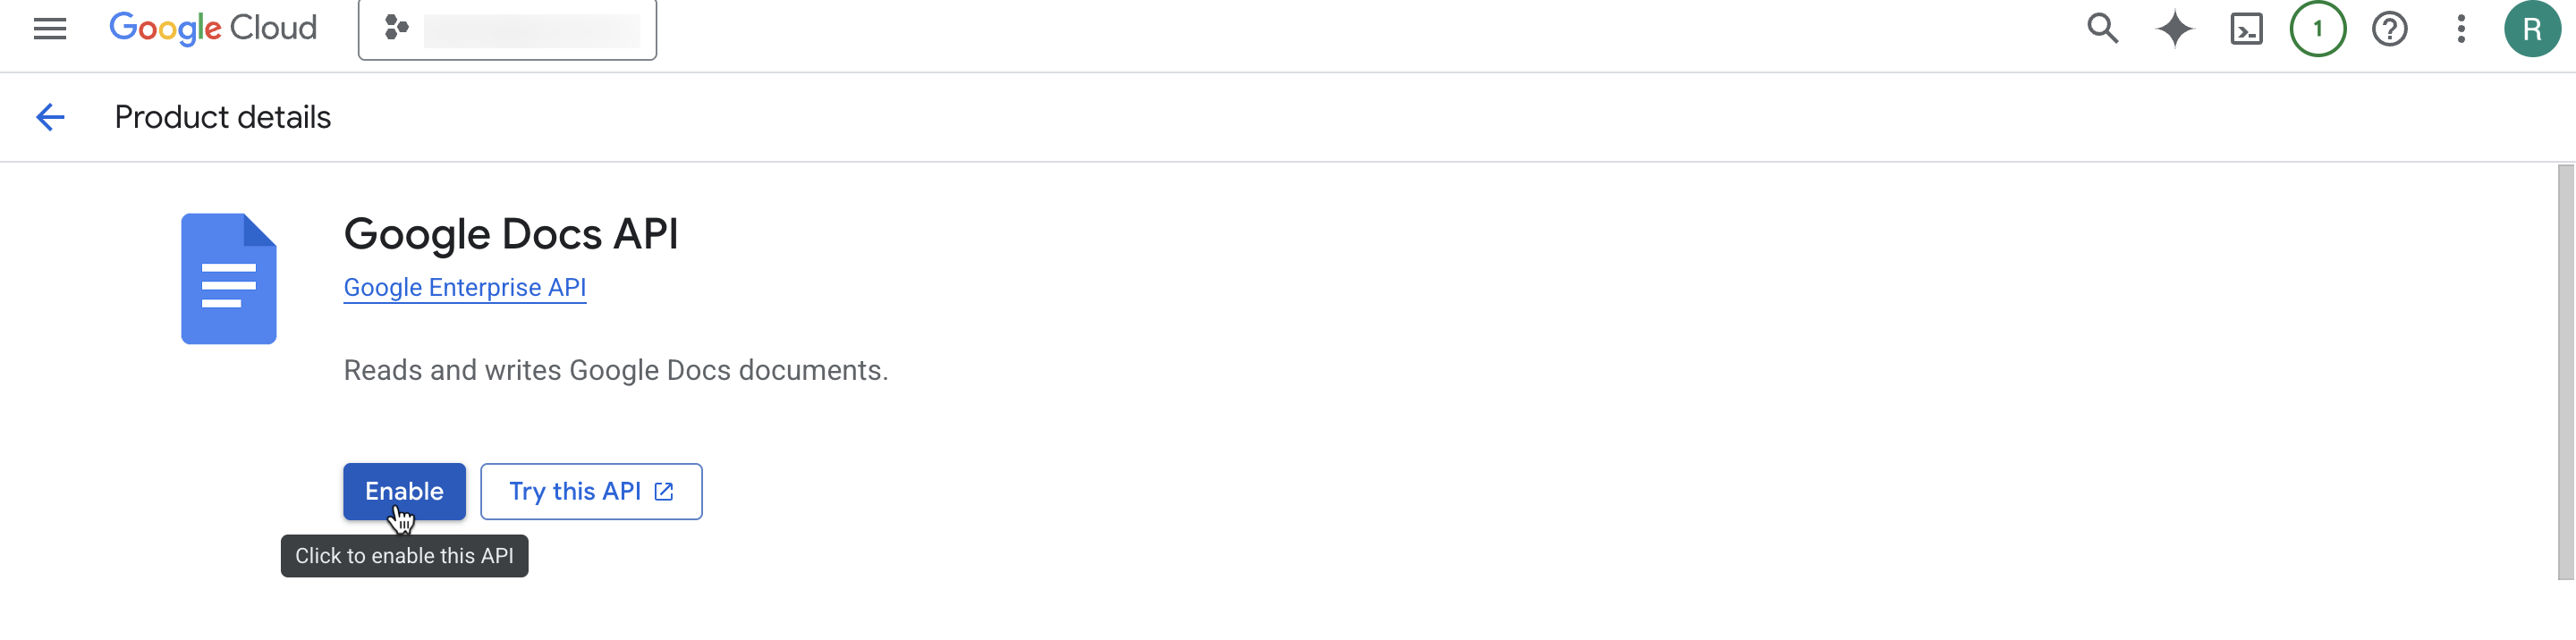 Google Cloud
1
R
Product details
Google Docs API
Google Enterprise API
Reads and writes Google Docs documents.
Enable
Try this API
Click to enable this API